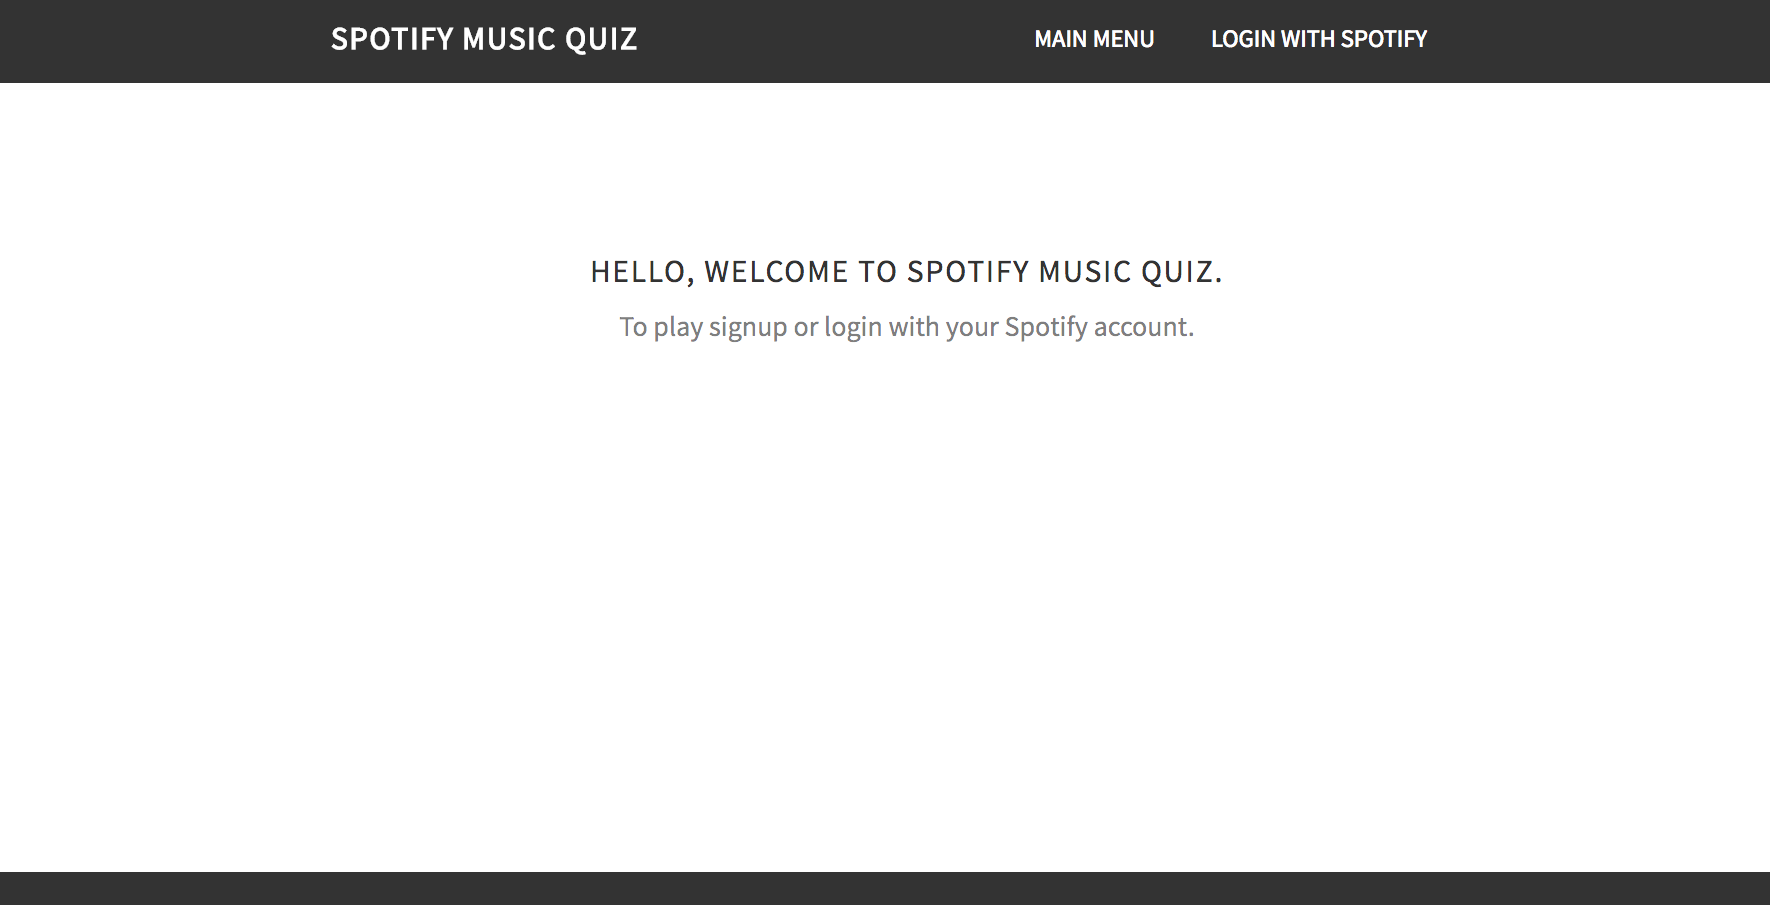 SPOTIFY MUSIC QUIZ
MAIN MENU
LOGIN WITH SPOTIFY
HELLO, WELCOME TO SPOTIFY MUSIC QUIZ.
To play signup or login with your Spotify account.